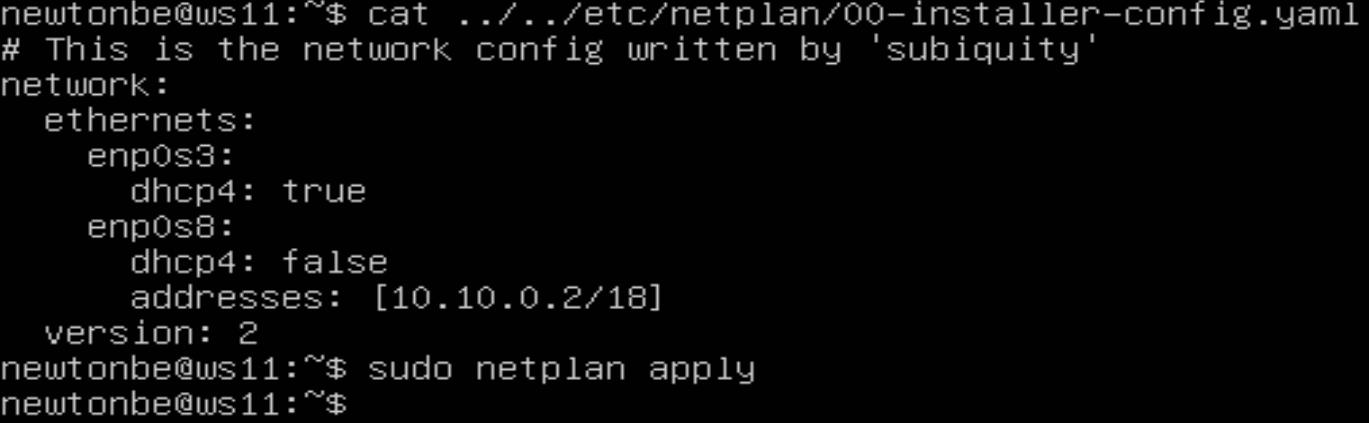 newtonbe@ws11:~$ cat ../../etc/netplan/00-installer-config.yaml
# This is the network config written by 'subiquity'
network:
  ethernets:
    enp0s3:
      dhcp4: true
    enp0s8:
      dhcp4: false
      addresses: [10.10.0.2/18]
  version: 2
newtonbe@ws11:~$ sudo netplan apply
newtonbe@ws11:~$